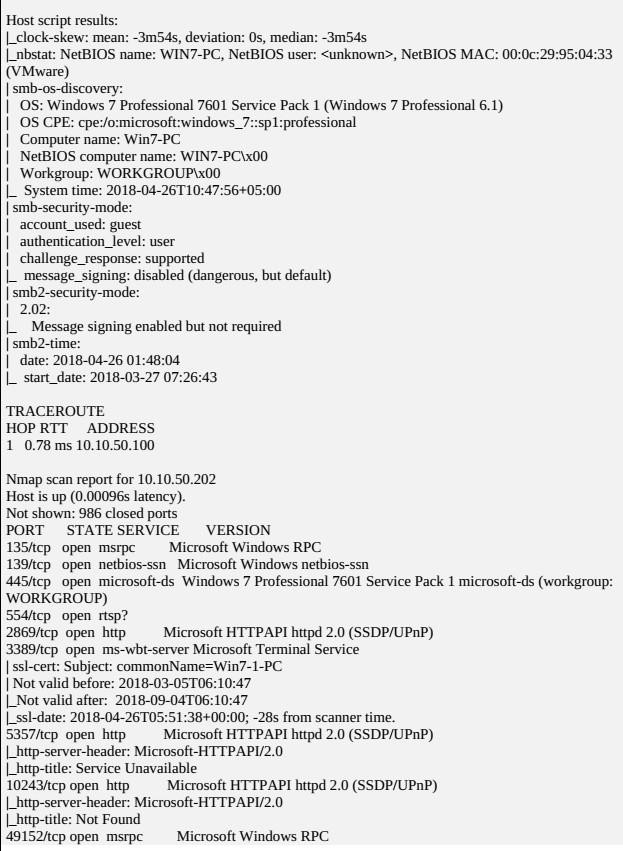 Host script results:
|_clock-skew: mean: -3m54s, deviation: 0s, median: -3m54s
|_nbstat: NetBIOS name: WIN7-PC, NetBIOS user: <unknown>, NetBIOS MAC: 00:0c:29:95:04:33
(VMware)
| smb-os-discovery:
|   OS: Windows 7 Professional 7601 Service Pack 1 (Windows 7 Professional 6.1)
|   OS CPE: cpe:/o:microsoft:windows_7::sp1:professional
|   Computer name: Win7-PC
|   NetBIOS computer name: WIN7-PC\x00
|   Workgroup: WORKGROUP\x00
|_  System time: 2018-04-26T10:47:56+05:00
| smb-security-mode:
|   account_used: guest
|   authentication_level: user
|   challenge_response: supported
|_  message_signing: disabled (dangerous, but default)
| smb2-security-mode:
|   2.02:
|_    Message signing enabled but not required
| smb2-time:
|   date: 2018-04-26 01:48:04
|_  start_date: 2018-03-27 07:26:43

TRACEROUTE
HOP RTT     ADDRESS
1   0.78 ms 10.10.50.100

Nmap scan report for 10.10.50.202
Host is up (0.00096s latency).
Not shown: 986 closed ports
PORT      STATE SERVICE       VERSION
135/tcp   open  msrpc         Microsoft Windows RPC
139/tcp   open  netbios-ssn   Microsoft Windows netbios-ssn
445/tcp   open  microsoft-ds  Windows 7 Professional 7601 Service Pack 1 microsoft-ds (workgroup:
WORKGROUP)
554/tcp   open  rtsp?
2869/tcp  open  http          Microsoft HTTPAPI httpd 2.0 (SSDP/UPnP)
3389/tcp  open  ms-wbt-server Microsoft Terminal Service
| ssl-cert: Subject: commonName=Win7-1-PC
| Not valid before: 2018-03-05T06:10:47
|_Not valid after:  2018-09-04T06:10:47
|_ssl-date: 2018-04-26T05:51:38+00:00; -28s from scanner time.
5357/tcp  open  http          Microsoft HTTPAPI httpd 2.0 (SSDP/UPnP)
|_http-server-header: Microsoft-HTTPAPI/2.0
|_http-title: Service Unavailable
10243/tcp open  http          Microsoft HTTPAPI httpd 2.0 (SSDP/UPnP)
|_http-server-header: Microsoft-HTTPAPI/2.0
|_http-title: Not Found
49152/tcp open  msrpc         Microsoft Windows RPC